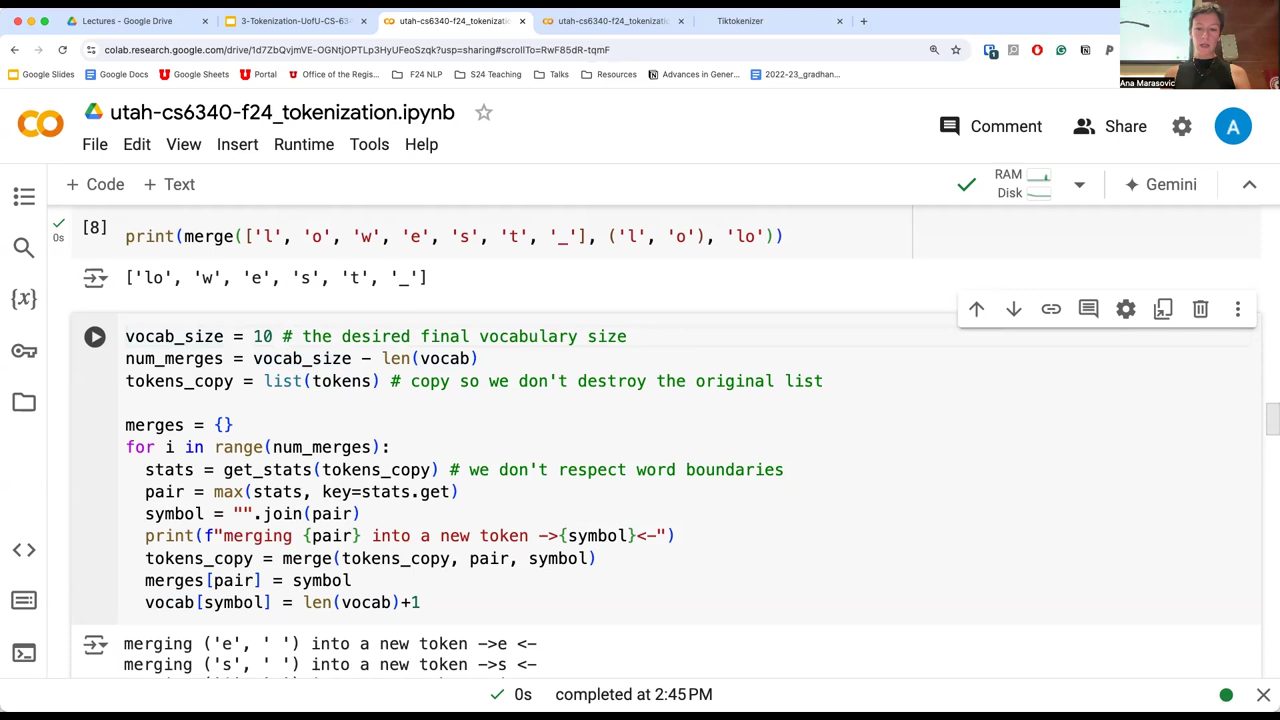 Lectures - Google Drive
3-Tokenization-UofU-CS-634
utah-cs6340-f24_tokenization
utah-cs6340-f24_tokenization.
Tiktokenizer
colab.research.google.com/drive/1d7ZbQvjmVE-OGNtjOPTLp3HyUFeoSzqk?usp=sharing#scrollTo=RwF85dR-tqmF
Google Slides
Google Docs
Google Sheets
Portal
Office of the Regis...
F24 NLP
S24 Teaching
Talks
Resources
Advances in Gener...
2022-23_gradhan...
Ana Marasovic
CO utah-cs6340-f24_tokenization.ipynb
Comment
Share
A
File Edit View Insert Runtime Tools Help
+ Code + Text
RAM
Disk
Gemini
[8]
0s
print(merge(['l', 'o', 'w', 'e', 's', 't', '_'], ('l', 'o'), 'lo'))
['lo', 'w', 'e', 's', 't', '_']
vocab_size = 10 # the desired final vocabulary size
num_merges = vocab_size - len(vocab)
tokens_copy = list(tokens) # copy so we don't destroy the original list
merges = {}
for i in range(num_merges):
stats = get_stats(tokens_copy) # we don't respect word boundaries
pair = max(stats, key=stats.get)
symbol = "".join(pair)
print(f"merging {pair} into a new token ->{symbol}<-")
tokens_copy = merge(tokens_copy, pair, symbol)
merges[pair] = symbol
vocab[symbol] = len(vocab)+1
merging ('e', ' ') into a new token ->e <-
merging ('s', ' ') into a new token ->s <-
0s completed at 2:45 PM